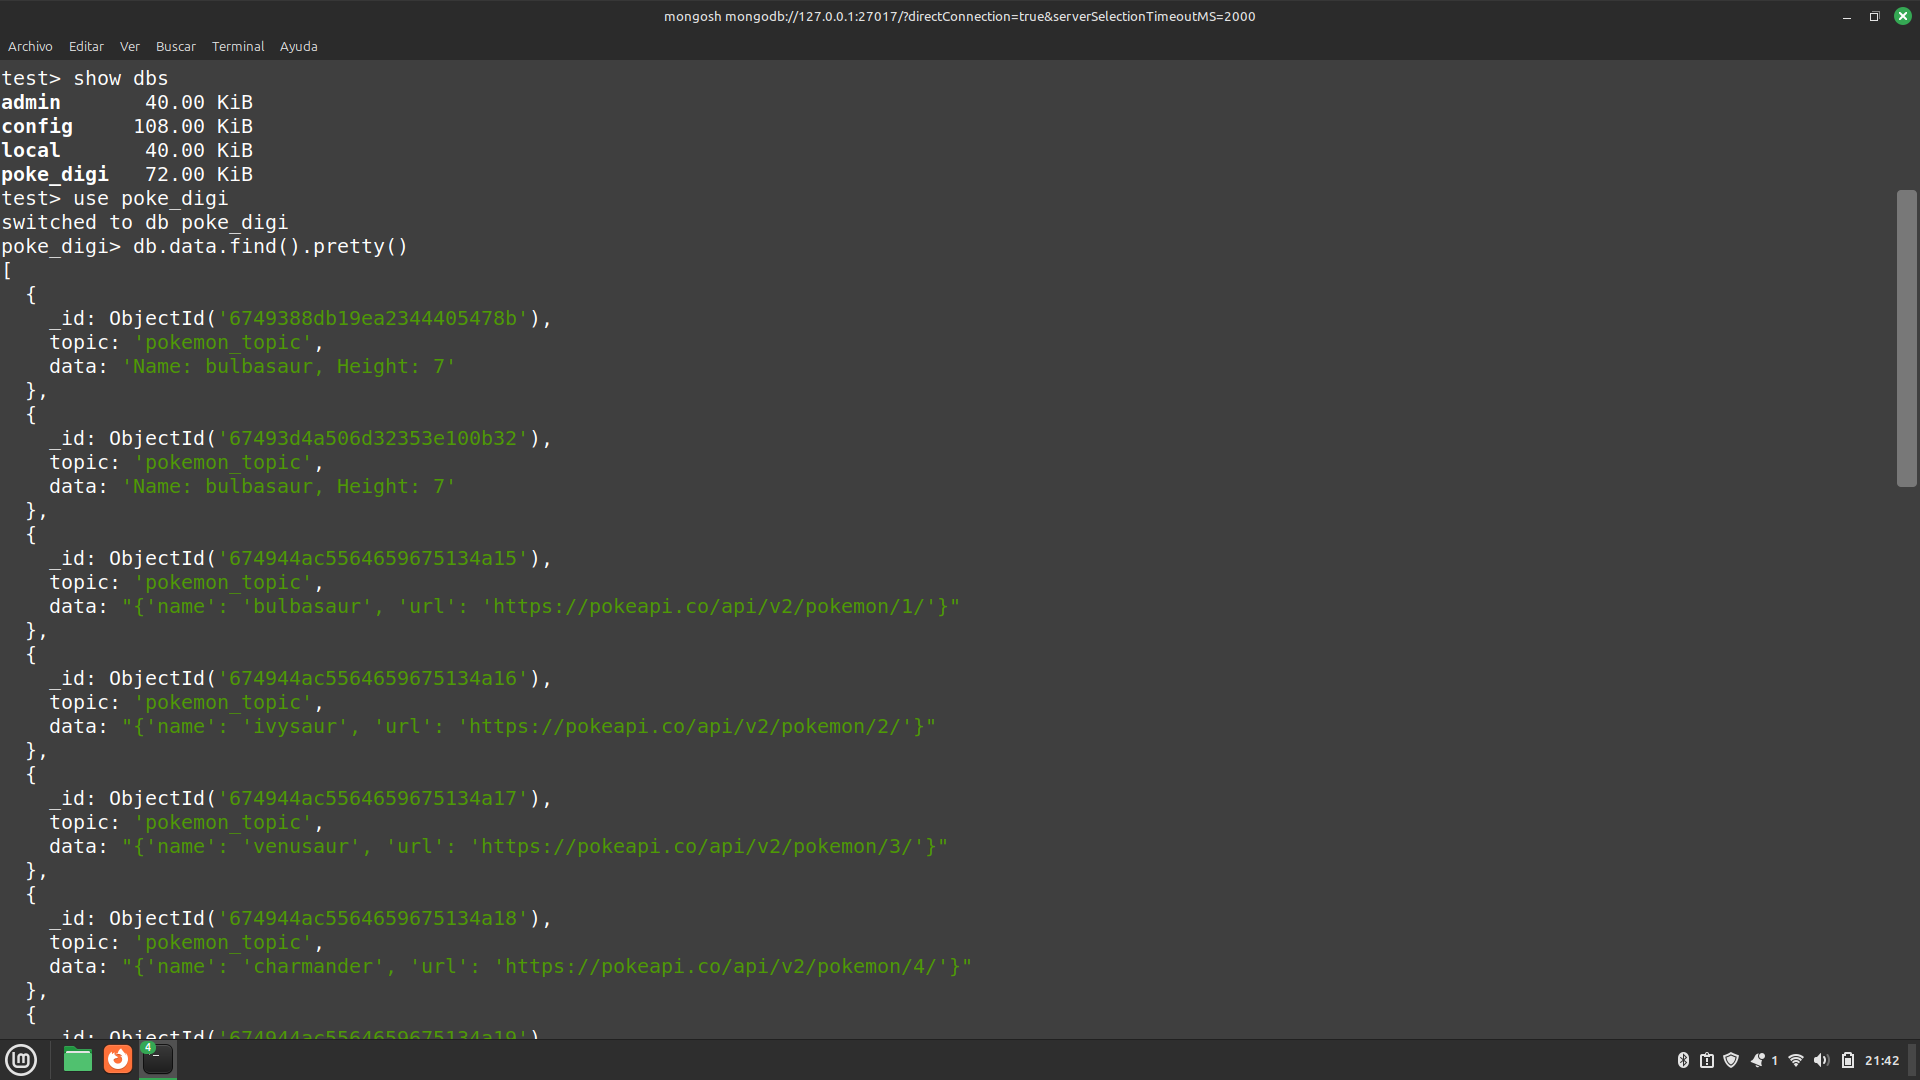 mongosh mongodb://127.0.0.1:27017/?directConnection=true&serverSelectionTimeoutMS=2000
Archivo Editar Ver Buscar Terminal Ayuda
test> show dbs
admin       40.00 KiB
config     108.00 KiB
local       40.00 KiB
poke_digi   72.00 KiB
test> use poke_digi
switched to db poke_digi
poke_digi> db.data.find().pretty()
[
  {
    _id: ObjectId('6749388db19ea2344405478b'),
    topic: 'pokemon_topic',
    data: 'Name: bulbasaur, Height: 7'
  },
  {
    _id: ObjectId('67493d4a506d32353e100b32'),
    topic: 'pokemon_topic',
    data: 'Name: bulbasaur, Height: 7'
  },
  {
    _id: ObjectId('674944ac5564659675134a15'),
    topic: 'pokemon_topic',
    data: "{'name': 'bulbasaur', 'url': 'https://pokeapi.co/api/v2/pokemon/1/'}"
  },
  {
    _id: ObjectId('674944ac5564659675134a16'),
    topic: 'pokemon_topic',
    data: "{'name': 'ivysaur', 'url': 'https://pokeapi.co/api/v2/pokemon/2/'}"
  },
  {
    _id: ObjectId('674944ac5564659675134a17'),
    topic: 'pokemon_topic',
    data: "{'name': 'venusaur', 'url': 'https://pokeapi.co/api/v2/pokemon/3/'}"
  },
  {
    _id: ObjectId('674944ac5564659675134a18'),
    topic: 'pokemon_topic',
    data: "{'name': 'charmander', 'url': 'https://pokeapi.co/api/v2/pokemon/4/'}"
  },
  {
    _id: ObjectId('674944ac5564659675134a19')
4
1 21:42